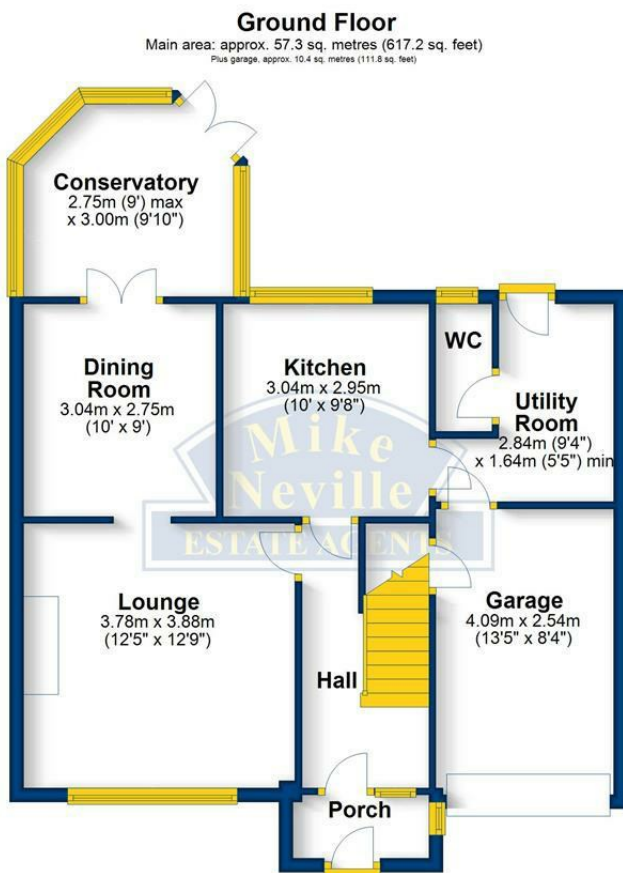 Ground Floor
Main area: approx. 57.3 sq. metres (617.2 sq. feet)
Plus garage, approx. 10.4 sq. metres (111.8 sq. feet)
Conservatory
2.75m (9') max
x 3.00m (9'10")
Dining
Room
3.04m x 2.75m
(10' x 9')
Kitchen
3.04m x 2.95m
(10' x 9'8")
WC
Utility
Room
2.84m (9'4")
x 1.64m (5'5") min
Mike
Neville
ESTATE AGENTS
Lounge
3.78m x 3.88m
(12'5" x 12'9")
Hall
Garage
4.09m x 2.54m
(13'5" x 8'4")
Porch